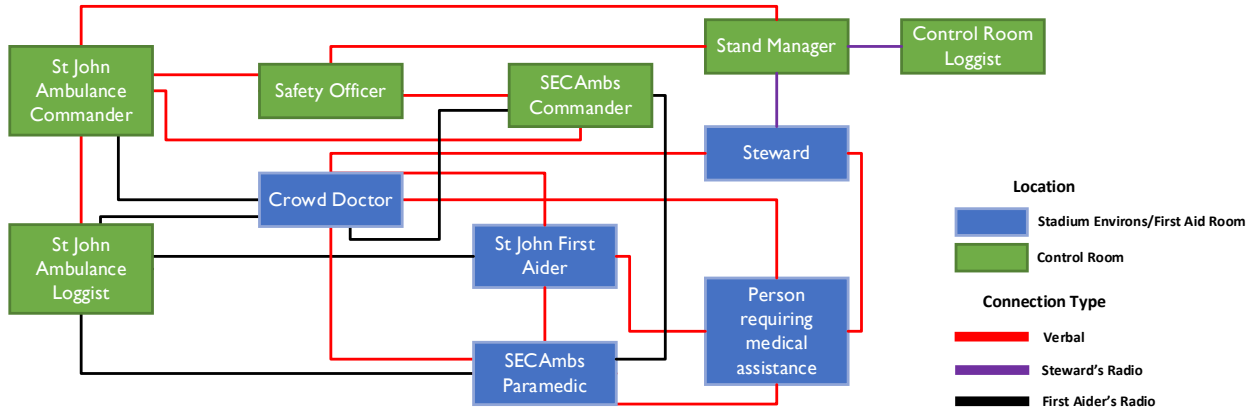 Stand Manager
Control Room
Loggist
St John
Ambulance
Commander
Safety Officer
SECAmbs
Commander
Steward
Crowd Doctor
St John
Ambulance
Loggist
St John First
Aider
Person
requiring
medical
assistance
SECAmbs
Paramedic
Location
Stadium Environs/First Aid Room
Control Room
Connection Type
Verbal
Steward's Radio
First Aider's Radio